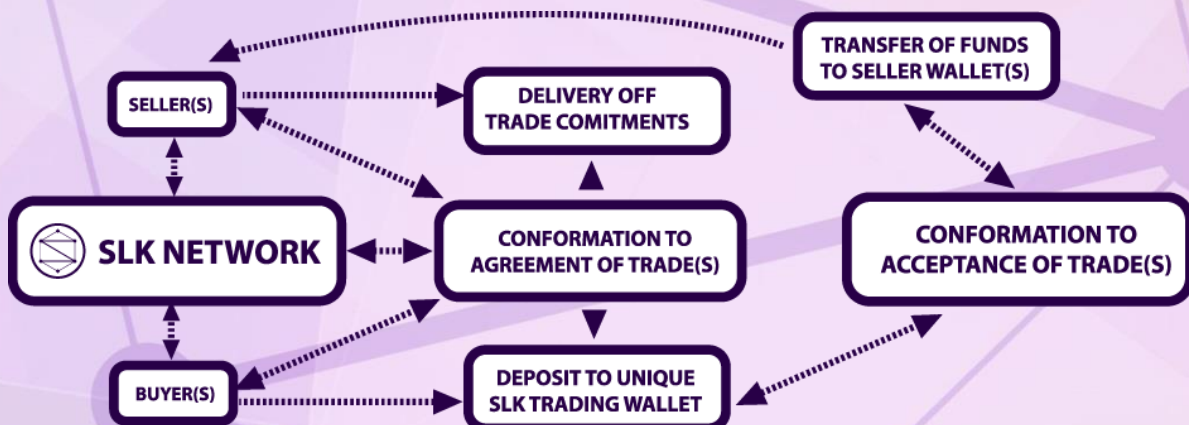 TRANSFER OF FUNDS
TO SELLER WALLET(S)
SELLER(S)
DELIVERY OFF
TRADE COMITMENTS
SLK NETWORK
CONFORMATION TO
AGREEMENT OF TRADE(S)
CONFORMATION TO
ACCEPTANCE OF TRADE(S)
BUYER(S)
DEPOSIT TO UNIQUE
SLK TRADING WALLET